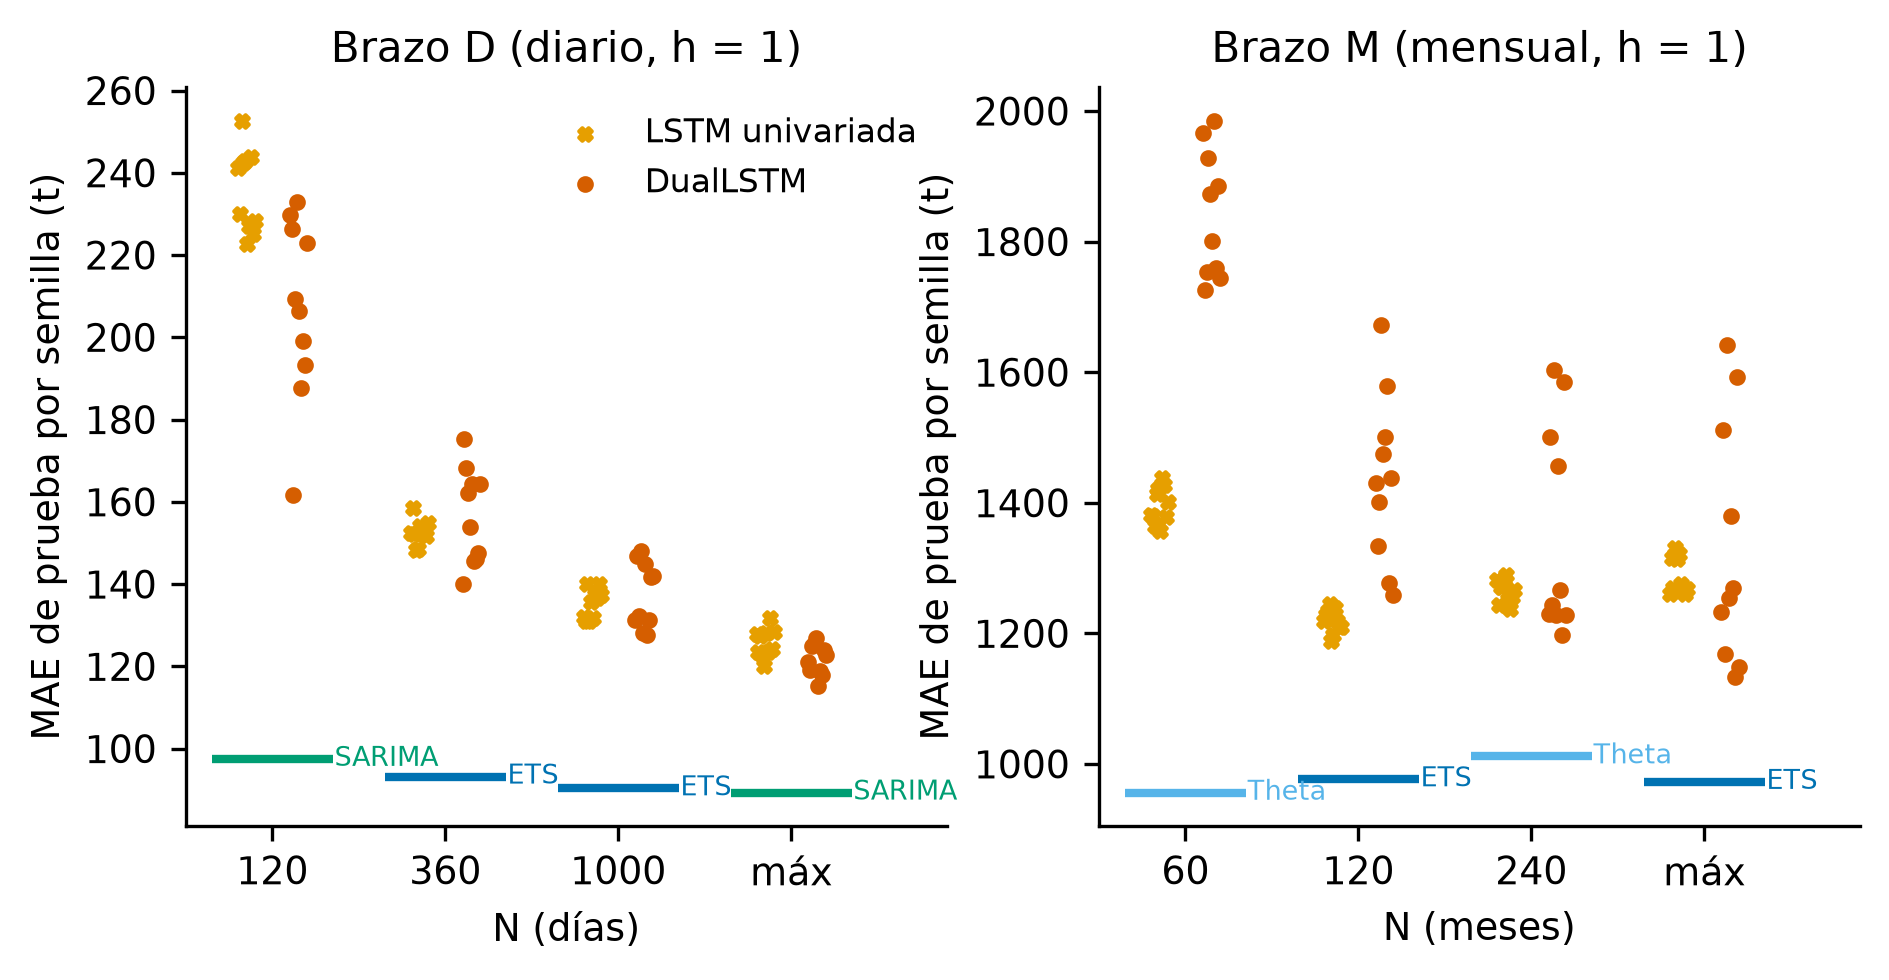 Brazo D (diario, h = 1)
MAE de prueba por semilla (t)
260
240
220
200
180
160
140
120
100
LSTM univariada
DualLSTM
SARIMA
ETS
ETS
SARIMA
120
360
1000
máx
N (días)
Brazo M (mensual, h = 1)
MAE de prueba por semilla (t)
2000
1800
1600
1400
1200
1000
Theta
ETS
Theta
ETS
60
120
240
máx
N (meses)